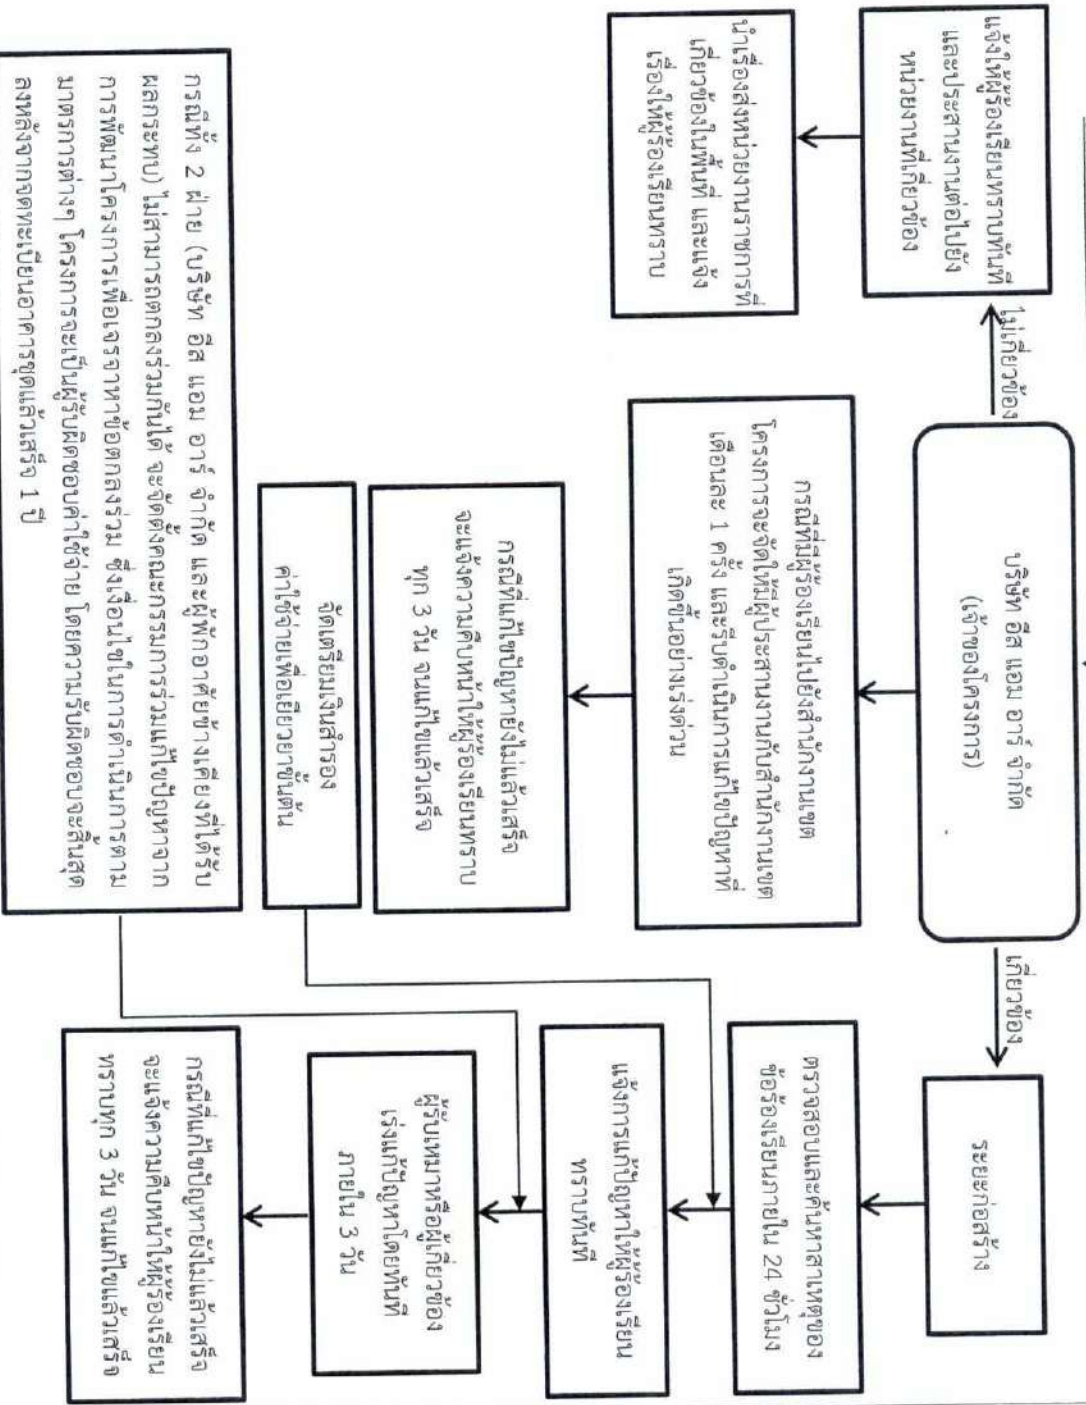 บริษัท อีส แอม อาร์ จำกัด
(เจ้าของโครงการ)
ไม่เกี่ยวข้อง
เกี่ยวข้อง
แจ้งให้ผู้ร้องเรียนทราบทันที
และประสานงานต่อไปยัง
หน่วยงานที่เกี่ยวข้อง
นำเรื่องส่งหน่วยงานราชการที่
เกี่ยวข้องในพื้นที่ และแจ้ง
เรื่องให้ผู้ร้องเรียนทราบ
กรณีที่มีผู้ร้องเรียนไปยังสำนักงานเขต
โครงการจะจัดให้มีผู้ประสานงานกับสำนักงานเขต
เดือนละ 1 ครั้ง และรีบดำเนินการแก้ไขปัญหาที่
เกิดขึ้นอย่างเร่งด่วน
กรณีที่แก้ไขปัญหายังไม่แล้วเสร็จ
จะแจ้งความคืบหน้าให้ผู้ร้องเรียนทราบ
ทุก 3 วัน จนแก้ไขแล้วเสร็จ
จัดเตรียมเงินสำรอง
ค่าใช้จ่ายเพื่อเยียวยาขั้นต้น
กรณีทั้ง 2 ฝ่าย (บริษัท อีส แอม อาร์ จำกัด และผู้พักอาศัยข้างเคียงที่ได้รับ
ผลกระทบ) ไม่สามารถตกลงร่วมกันได้ จะจัดตั้งคณะกรรมการร่วมแก้ไขปัญหาจาก
การพัฒนาโครงการเพื่อเจรจาหาข้อตกลงร่วม ซึ่งเงื่อนไขในการดำเนินการตาม
มาตรการต่างๆ โครงการจะเป็นผู้รับผิดชอบค่าใช้จ่าย โดยความรับผิดชอบจะสิ้นสุด
ลงหลังจากจดทะเบียนอาคารชุดแล้วเสร็จ 1 ปี
ระยะก่อสร้าง
ตรวจสอบและค้นหาสาเหตุของ
ข้อร้องเรียนภายใน 24 ชั่วโมง
แจ้งการแก้ปัญหาให้ผู้ร้องเรียน
ทราบทันที
ผู้รับเหมาหรือผู้เกี่ยวข้อง
เร่งแก้ปัญหาโดยทันที
ภายใน 3 วัน
กรณีที่แก้ไขปัญหายังไม่แล้วเสร็จ
จะแจ้งความคืบหน้าให้ผู้ร้องเรียน
ทราบทุก 3 วัน จนแก้ไขแล้วเสร็จ